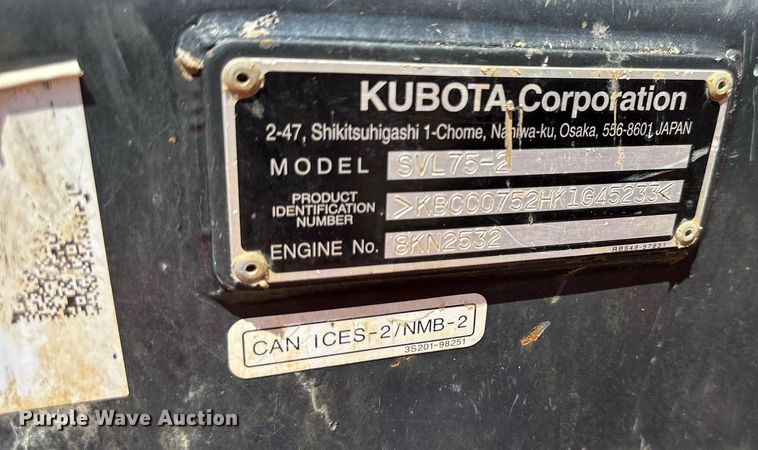 KUBOTA Corporation
2-47, Shikitsuhigashi 1-Chome, Naniwa-ku, Osaka, 556-8601 JAPAN
MODEL SVL75-2
PRODUCT
IDENTIFICATION >KBCC0752HK1G45233<
NUMBER
ENGINE No. 8KN2532
RB548-57831
CAN ICES-2/NMB-2
3S201-98251
Purple Wave Auction